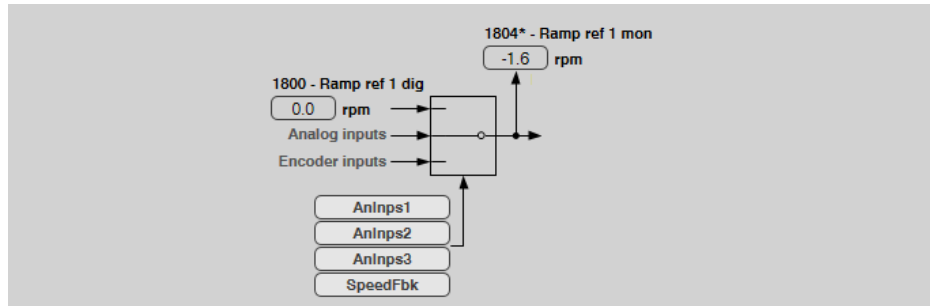 1804* - Ramp ref 1 mon
-1.6 rpm
1800 - Ramp ref 1 dig
0.0 rpm
Analog inputs
Encoder inputs
AnInps1
AnInps2
AnInps3
SpeedFbk